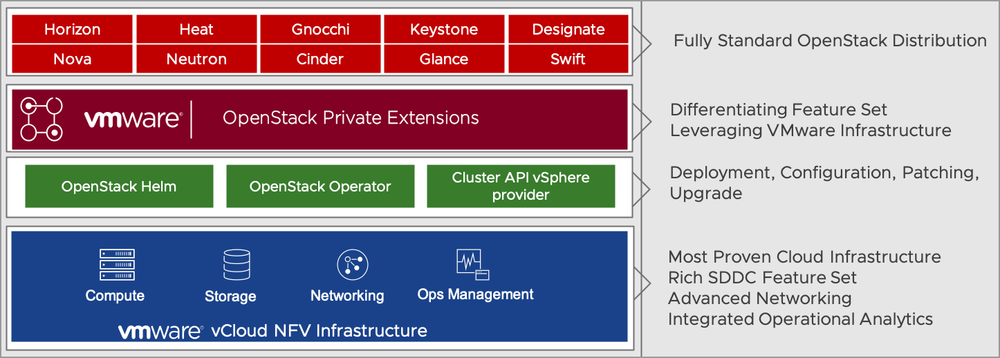 Horizon Heat Gnocchi Keystone Designate
Nova Neutron Cinder Glance Swift
Fully Standard OpenStack Distribution
vmware® OpenStack Private Extensions
Differentiating Feature Set
Leveraging VMware Infrastructure
OpenStack Helm
OpenStack Operator
Cluster API vSphere
provider
Deployment, Configuration, Patching,
Upgrade
Compute Storage Networking Ops Management
vmware® vCloud NFV Infrastructure
Most Proven Cloud Infrastructure
Rich SDDC Feature Set
Advanced Networking
Integrated Operational Analytics